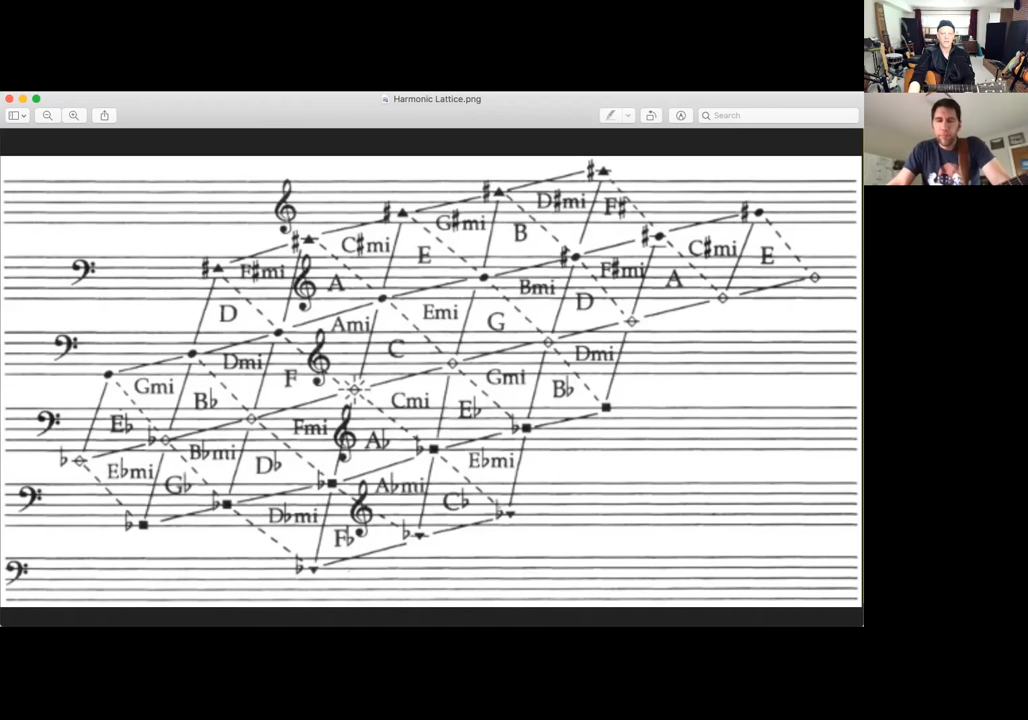 Harmonic Lattice.png
Search
D#mi F#
C#mi G#mi B C#mi E
F#mi A E F#mi A
D Ami Emi Bmi D
Dmi C G Dmi
Gmi F Gmi B♭
E♭ B♭ Cmi E♭
E♭mi B♭mi Fmi A♭ E♭mi
G♭ D♭ A♭mi C♭
D♭mi F♭